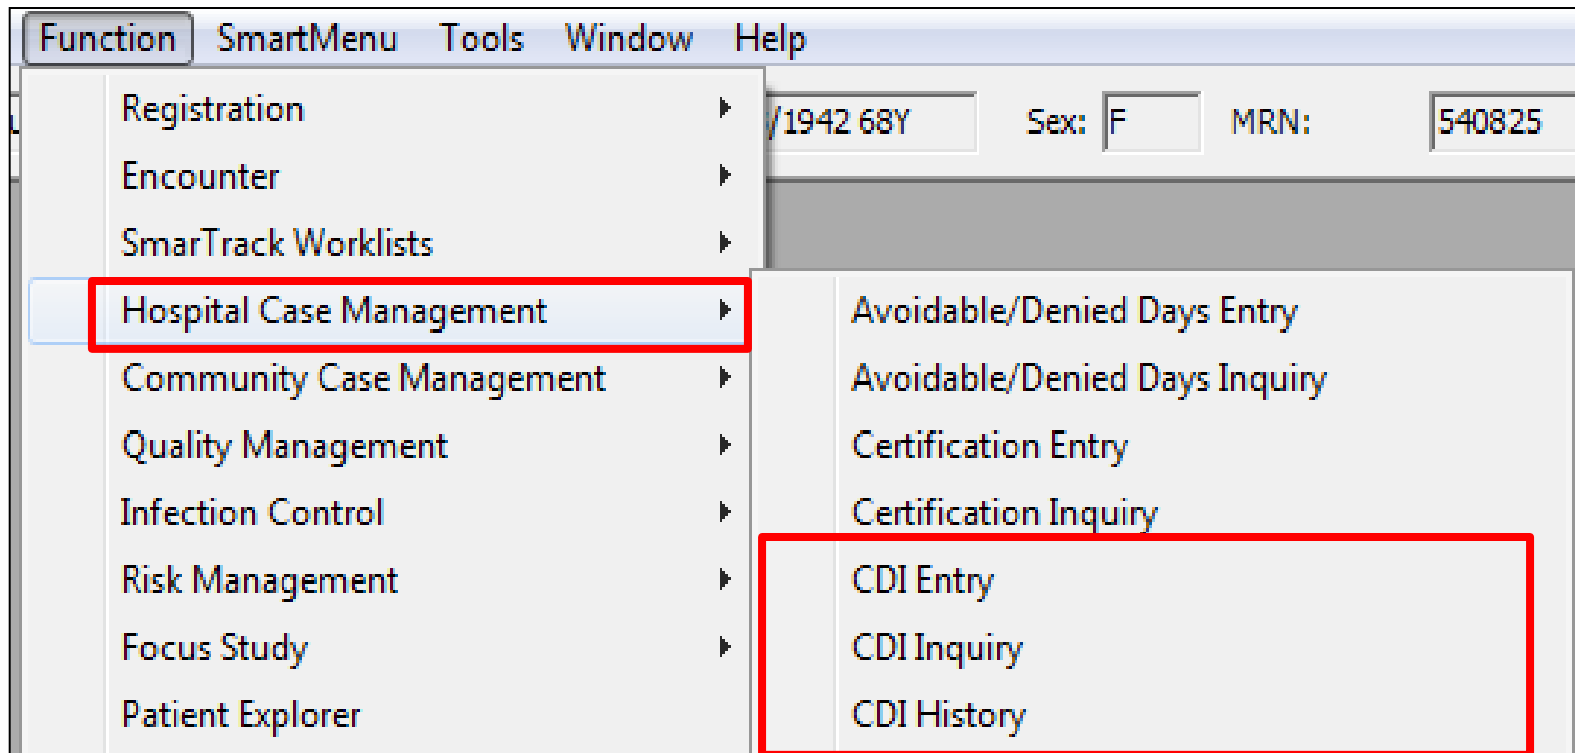 Function SmartMenu Tools Window Help
/1942 68Y Sex: F MRN: 540825
Registration
Encounter
SmarTrack Worklists
Hospital Case Management
Community Case Management
Quality Management
Infection Control
Risk Management
Focus Study
Patient Explorer
Avoidable/Denied Days Entry
Avoidable/Denied Days Inquiry
Certification Entry
Certification Inquiry
CDI Entry
CDI Inquiry
CDI History